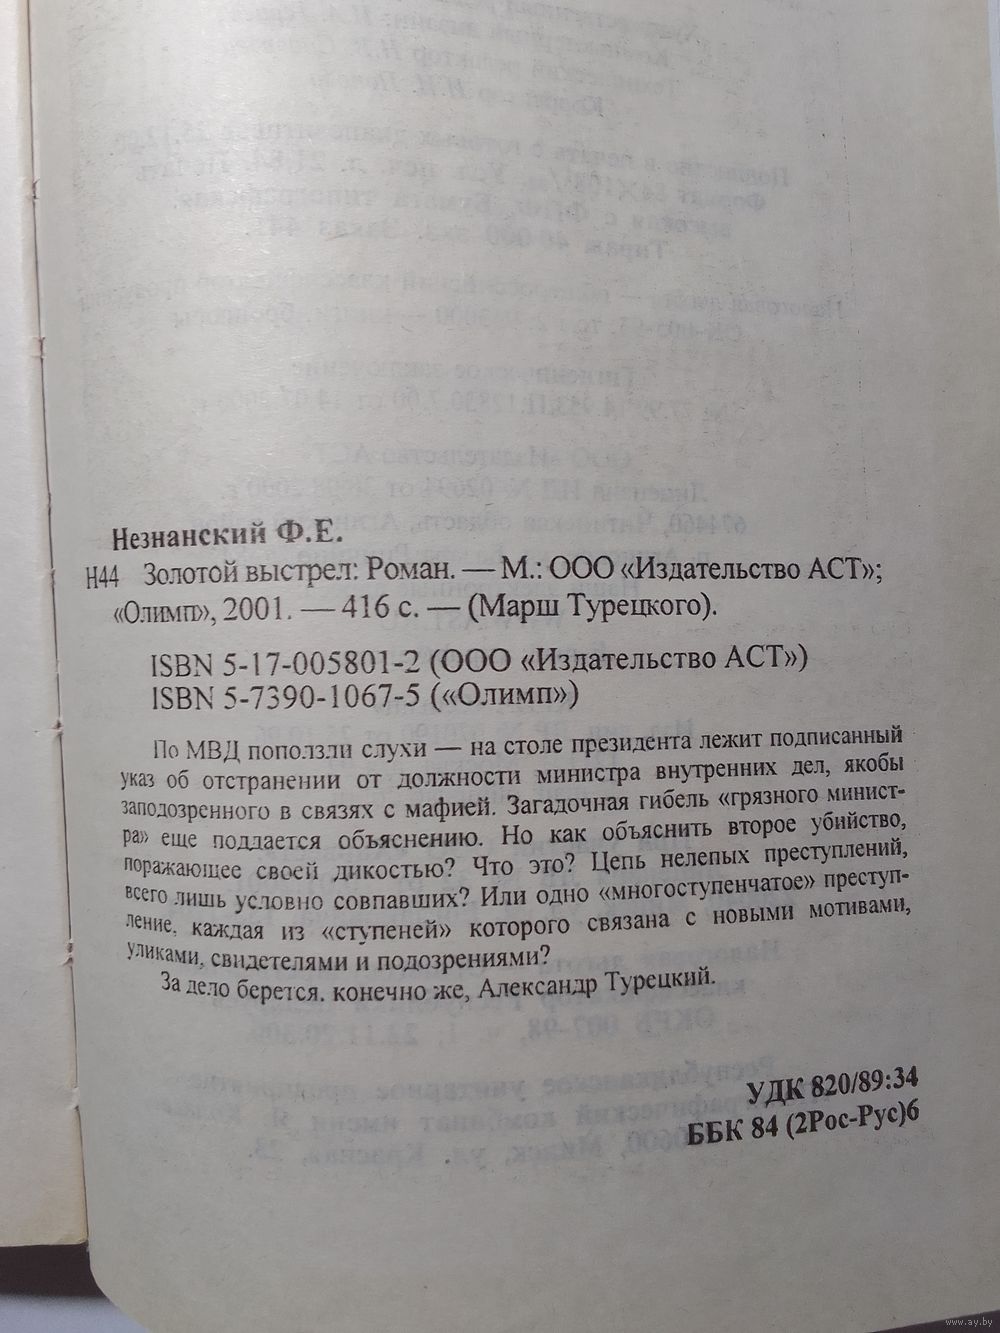 Незнанский Ф.Е.
Н44 Золотой выстрел: Роман. — М.: ООО «Издательство АСТ»;
«Олимп», 2001. — 416 с. — (Марш Турецкого).
ISBN 5-17-005801-2 (ООО «Издательство АСТ»)
ISBN 5-7390-1067-5 («Олимп»)
По МВД поползли слухи — на столе президента лежит подписанный
указ об отстранении от должности министра внутренних дел, якобы
заподозренного в связях с мафией. Загадочная гибель «грязного минист-
ра» еще поддается объяснению. Но как объяснить второе убийство,
поражающее своей дикостью? Что это? Цепь нелепых преступлений,
всего лишь условно совпавших? Или одно «многоступенчатое» преступ-
ление, каждая из «ступеней» которого связана с новыми мотивами,
уликами, свидетелями и подозрениями?
За дело берется, конечно же, Александр Турецкий.
УДК 820/89:34
ББК 84 (2Рос-Рус)6
www.ay.by